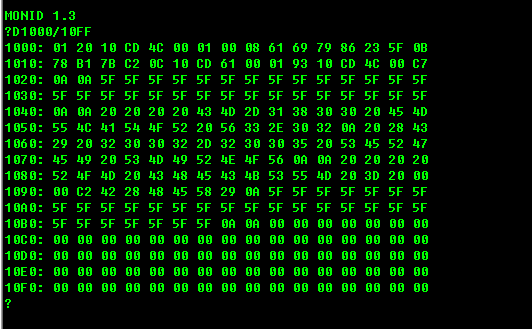 MONID 1.3
?D1000/10FF
1000: 01 20 10 CD 4C 00 01 00 08 61 69 79 86 23 5F 0B
1010: 78 B1 7B C2 0C 10 CD 61 00 01 93 10 CD 4C 00 C7
1020: 0A 0A 5F 5F 5F 5F 5F 5F 5F 5F 5F 5F 5F 5F 5F 5F
1030: 5F 5F 5F 5F 5F 5F 5F 5F 5F 5F 5F 5F 5F 5F 5F 5F
1040: 0A 0A 20 20 20 20 43 4D 2D 31 38 30 30 20 45 4D
1050: 55 4C 41 54 4F 52 20 56 33 2E 30 32 0A 20 28 43
1060: 29 20 32 30 30 32 2D 32 30 30 35 20 53 45 52 47
1070: 45 49 20 53 4D 49 52 4E 4F 56 0A 0A 20 20 20 20
1080: 52 4F 4D 20 43 48 45 43 4B 53 55 4D 20 3D 20 00
1090: 00 C2 42 28 48 45 58 29 0A 5F 5F 5F 5F 5F 5F 5F
10A0: 5F 5F 5F 5F 5F 5F 5F 5F 5F 5F 5F 5F 5F 5F 5F 5F
10B0: 5F 5F 5F 5F 5F 5F 5F 0A 0A 00 00 00 00 00 00 00
10C0: 00 00 00 00 00 00 00 00 00 00 00 00 00 00 00 00
10D0: 00 00 00 00 00 00 00 00 00 00 00 00 00 00 00 00
10E0: 00 00 00 00 00 00 00 00 00 00 00 00 00 00 00 00
10F0: 00 00 00 00 00 00 00 00 00 00 00 00 00 00 00 00
?